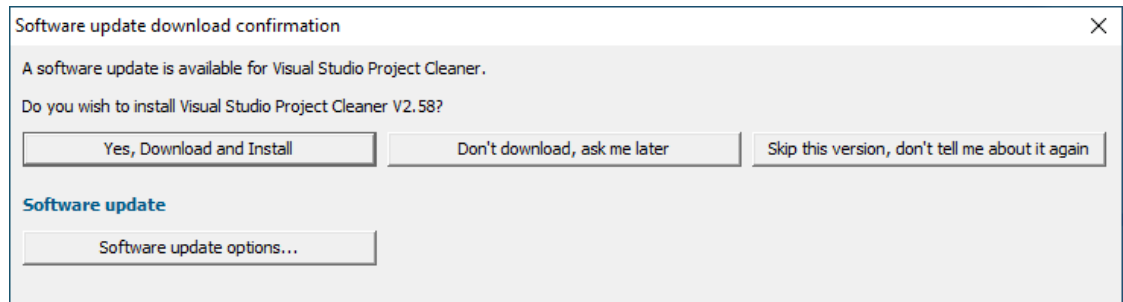 Software update download confirmation
A software update is available for Visual Studio Project Cleaner.
Do you wish to install Visual Studio Project Cleaner V2.58?
Yes, Download and Install
Don't download, ask me later
Skip this version, don't tell me about it again
Software update
Software update options...